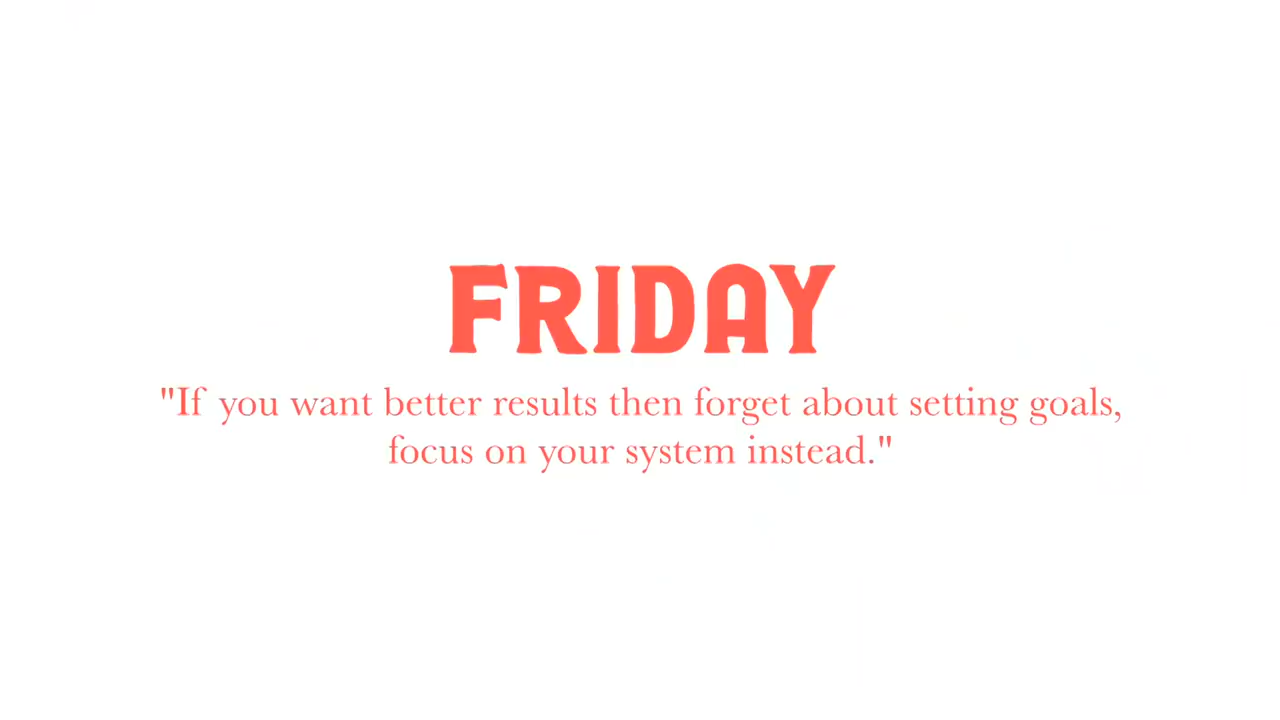 FRIDAY
"If you want better results then forget about setting goals,
focus on your system instead."